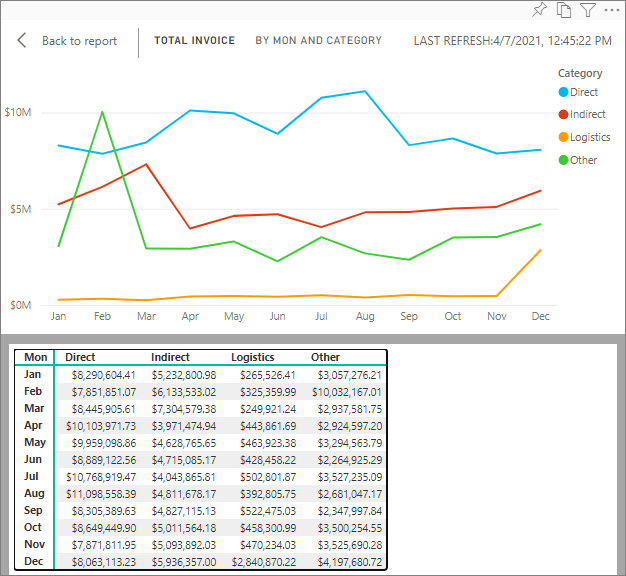 Back to report TOTAL INVOICE BY MON AND CATEGORY LAST REFRESH:4/7/2021, 12:45:22 PM
Category
Direct
Indirect
Logistics
Other
$10M
$5M
$0M
Jan Feb Mar Apr May Jun Jul Aug Sep Oct Nov Dec
Mon Direct Indirect Logistics Other
Jan $8,290,604.41 $5,232,800.98 $265,526.41 $3,057,276.21
Feb $7,851,851.07 $6,133,533.02 $325,359.99 $10,032,167.01
Mar $8,445,905.61 $7,304,579.38 $249,921.24 $2,937,581.75
Apr $10,103,971.73 $3,971,474.94 $443,861.69 $2,924,597.20
May $9,959,098.86 $4,628,765.65 $463,923.38 $3,294,563.79
Jun $8,889,122.56 $4,715,085.17 $428,458.22 $2,264,925.29
Jul $10,768,919.47 $4,043,865.81 $502,801.87 $3,527,235.09
Aug $11,098,558.39 $4,811,678.17 $392,805.75 $2,681,047.17
Sep $8,305,389.63 $4,827,115.13 $522,475.03 $2,347,997.84
Oct $8,649,449.90 $5,011,564.18 $458,300.99 $3,500,254.55
Nov $7,871,811.95 $5,093,892.03 $470,234.03 $3,525,690.28
Dec $8,063,113.23 $5,936,357.00 $2,840,870.22 $4,197,680.72